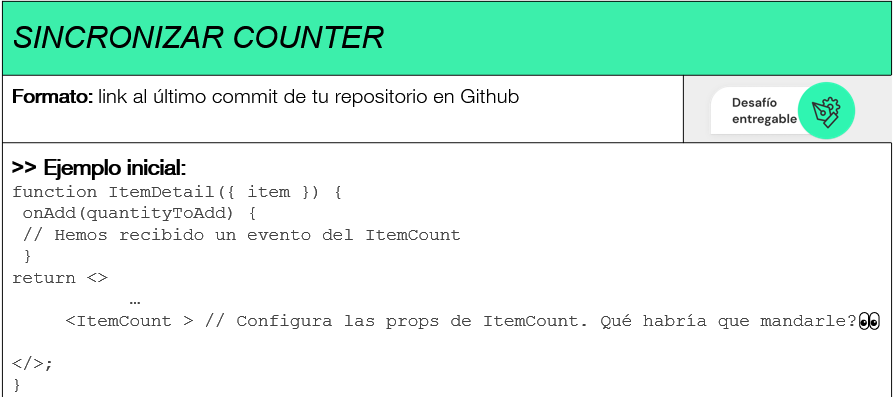 SINCRONIZAR COUNTER
Formato: link al último commit de tu repositorio en Github
Desafío
entregable
>> Ejemplo inicial:
function ItemDetail({ item }) {
onAdd(quantityToAdd) {
// Hemos recibido un evento del ItemCount
}
return <>
…
<ItemCount > // Configura las props de ItemCount. Qué habría que mandarle?👀
</>;
}